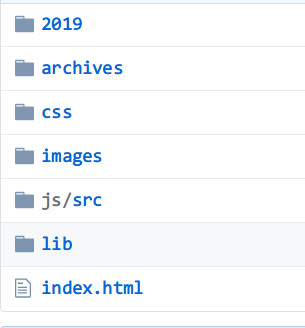 2019
archives
css
images
js/src
lib
index.html